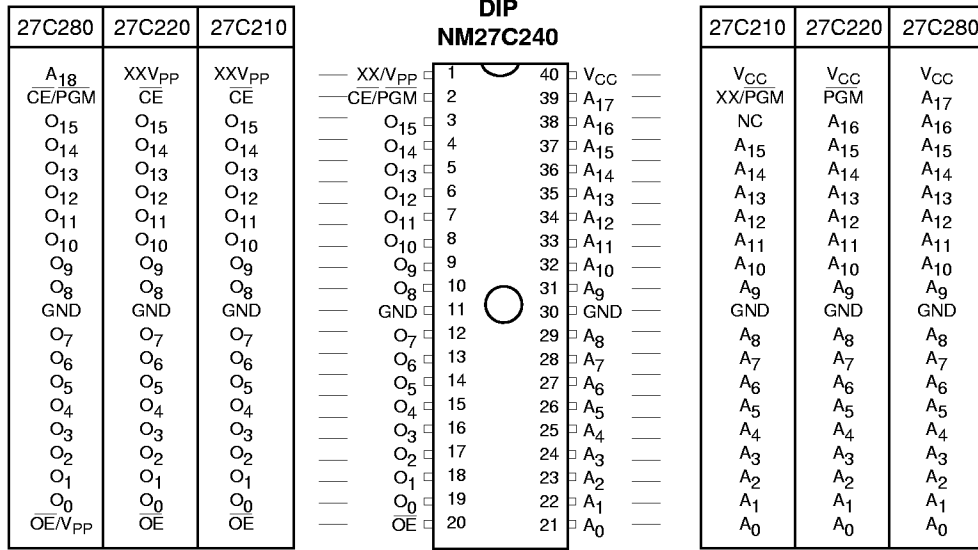 DIP
NM27C240
27C280 27C220 27C210 27C210 27C220 27C280
A18 XXVPP XXVPP XX/VPP 1 40 VCC VCC VCC VCC
CE/PGM CE CE CE/PGM 2 39 A17 XX/PGM PGM A17
O15 O15 O15 O15 3 38 A16 NC A16 A16
O14 O14 O14 O14 4 37 A15 A15 A15 A15
O13 O13 O13 O13 5 36 A14 A14 A14 A14
O12 O12 O12 O12 6 35 A13 A13 A13 A13
O11 O11 O11 O11 7 34 A12 A12 A12 A12
O10 O10 O10 O10 8 33 A11 A11 A11 A11
O9 O9 O9 O9 9 32 A10 A10 A10 A10
O8 O8 O8 O8 10 31 A9 A9 A9 A9
GND GND GND GND 11 30 GND GND GND GND
O7 O7 O7 O7 12 29 A8 A8 A8 A8
O6 O6 O6 O6 13 28 A7 A7 A7 A7
O5 O5 O5 O5 14 27 A6 A6 A6 A6
O4 O4 O4 O4 15 26 A5 A5 A5 A5
O3 O3 O3 O3 16 25 A4 A4 A4 A4
O2 O2 O2 O2 17 24 A3 A3 A3 A3
O1 O1 O1 O1 18 23 A2 A2 A2 A2
O0 O0 O0 O0 19 22 A1 A1 A1 A1
OE/VPP OE OE OE 20 21 A0 A0 A0 A0